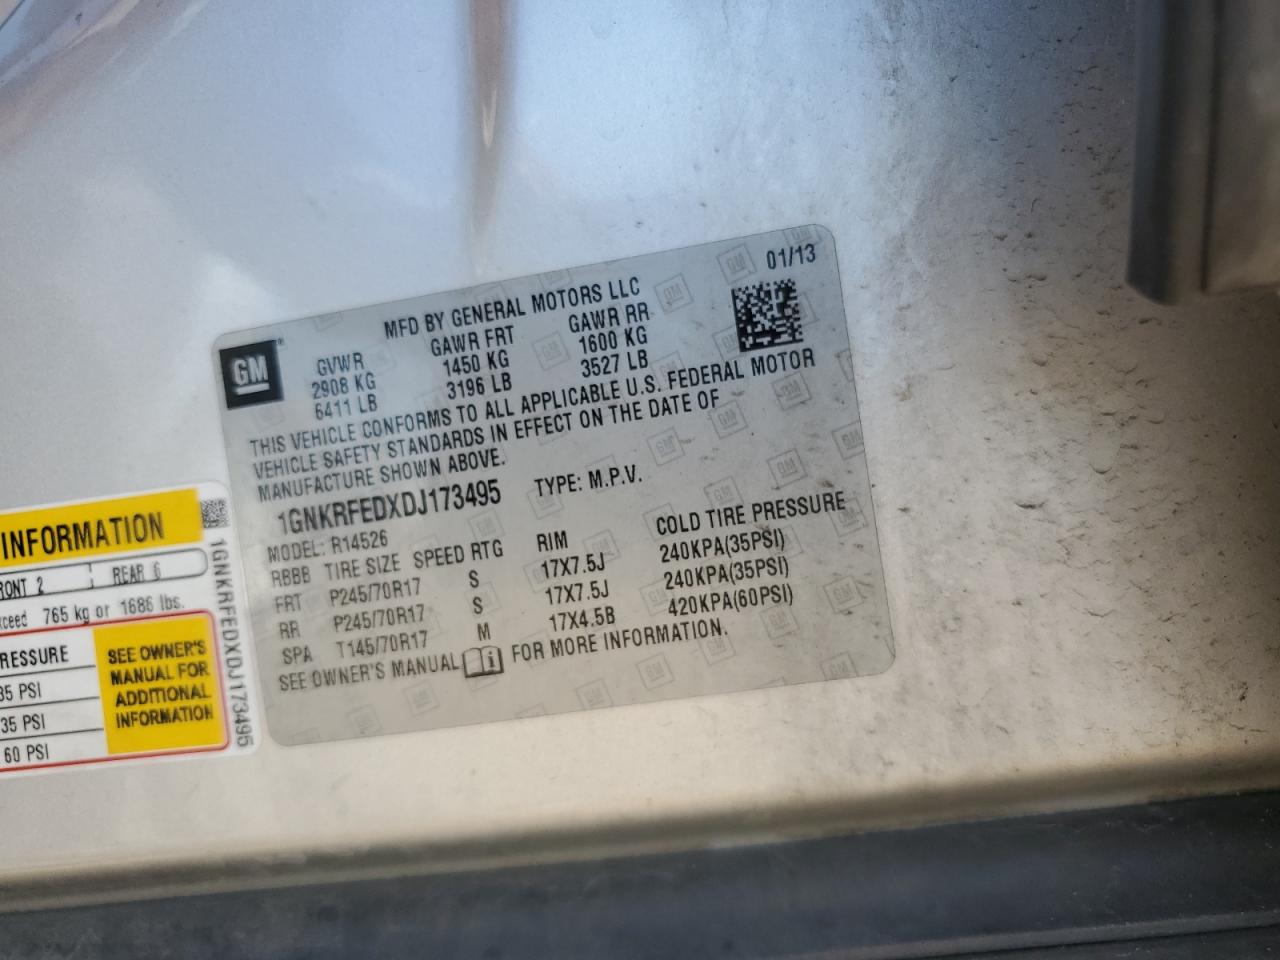 GM
MFD BY GENERAL MOTORS LLC
01/13
GVWR GAWR FRT GAWR RR
2908 KG 1450 KG 1600 KG
6411 LB 3196 LB 3527 LB
THIS VEHICLE CONFORMS TO ALL APPLICABLE U.S. FEDERAL MOTOR
VEHICLE SAFETY STANDARDS IN EFFECT ON THE DATE OF
MANUFACTURE SHOWN ABOVE.
1GNKRFEDXDJ173495 TYPE: M.P.V.
MODEL: R14526
RBBB TIRE SIZE SPEED RTG RIM COLD TIRE PRESSURE
FRT P245/70R17 S 17X7.5J 240KPA(35PSI)
RR P245/70R17 S 17X7.5J 240KPA(35PSI)
SPA T145/70R17 M 17X4.5B 420KPA(60PSI)
SEE OWNER'S MANUAL FOR MORE INFORMATION.
INFORMATION
RONT 2 REAR 6
ceed 765 kg or 1686 lbs.
RESSURE
35 PSI
35 PSI
60 PSI
SEE OWNER'S
MANUAL FOR
ADDITIONAL
INFORMATION
1GNKRFEDXDJ173495